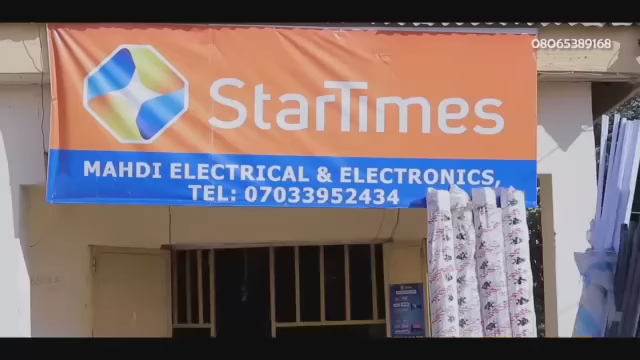 08065389168
StarTimes
MAHDI ELECTRICAL & ELECTRONICS,
TEL: 07033952434